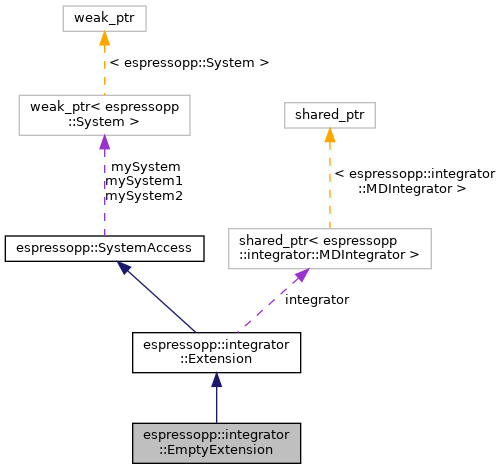 weak_ptr
< espressopp::System >
weak_ptr< espressopp
::System >
shared_ptr
mySystem
mySystem1
mySystem2
< espressopp::integrator
::MDIntegrator >
espressopp::SystemAccess
shared_ptr< espressopp
::integrator::MDIntegrator >
integrator
espressopp::integrator
::Extension
espressopp::integrator
::EmptyExtension